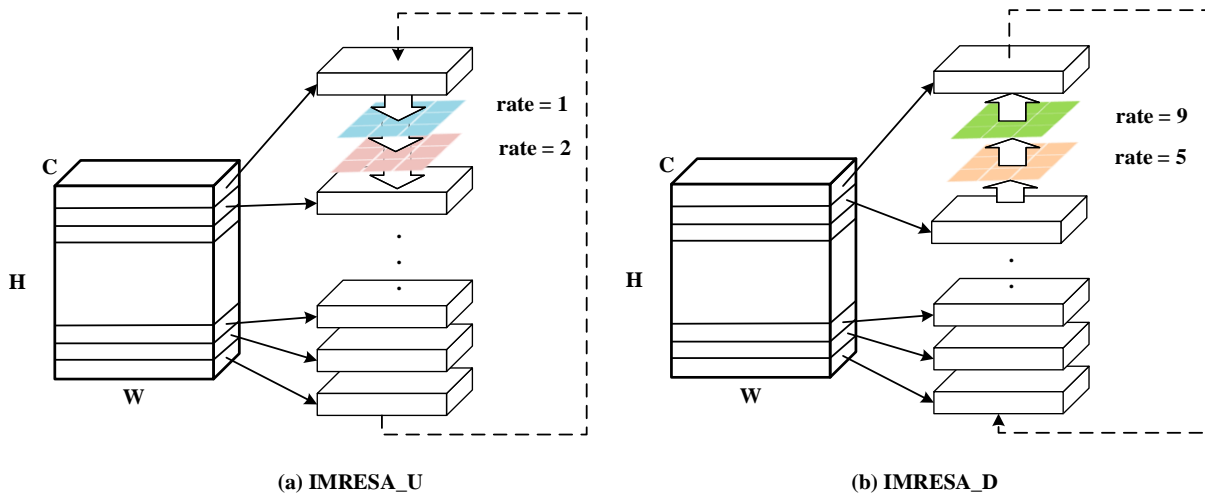 rate = 1
rate = 2
C
H
W
(a) IMRESA_U
rate = 9
rate = 5
C
H
W
(b) IMRESA_D